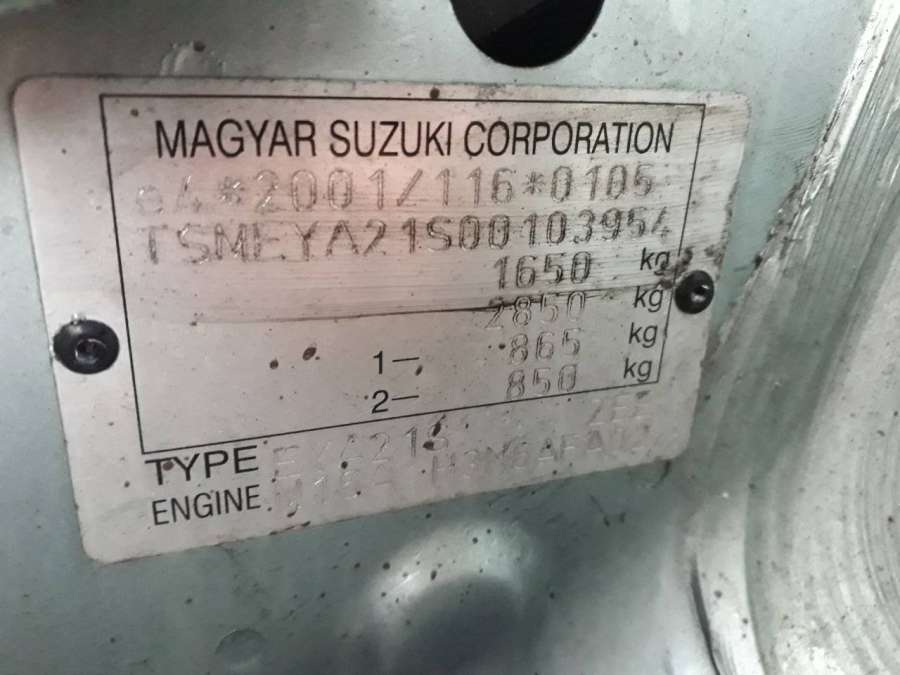 MAGYAR SUZUKI CORPORATION
e4*2001/116*0105
TSMEYA21S00103954
1650 kg
2850 kg
1— 865 kg
2— 850 kg
TYPE
ENGINE